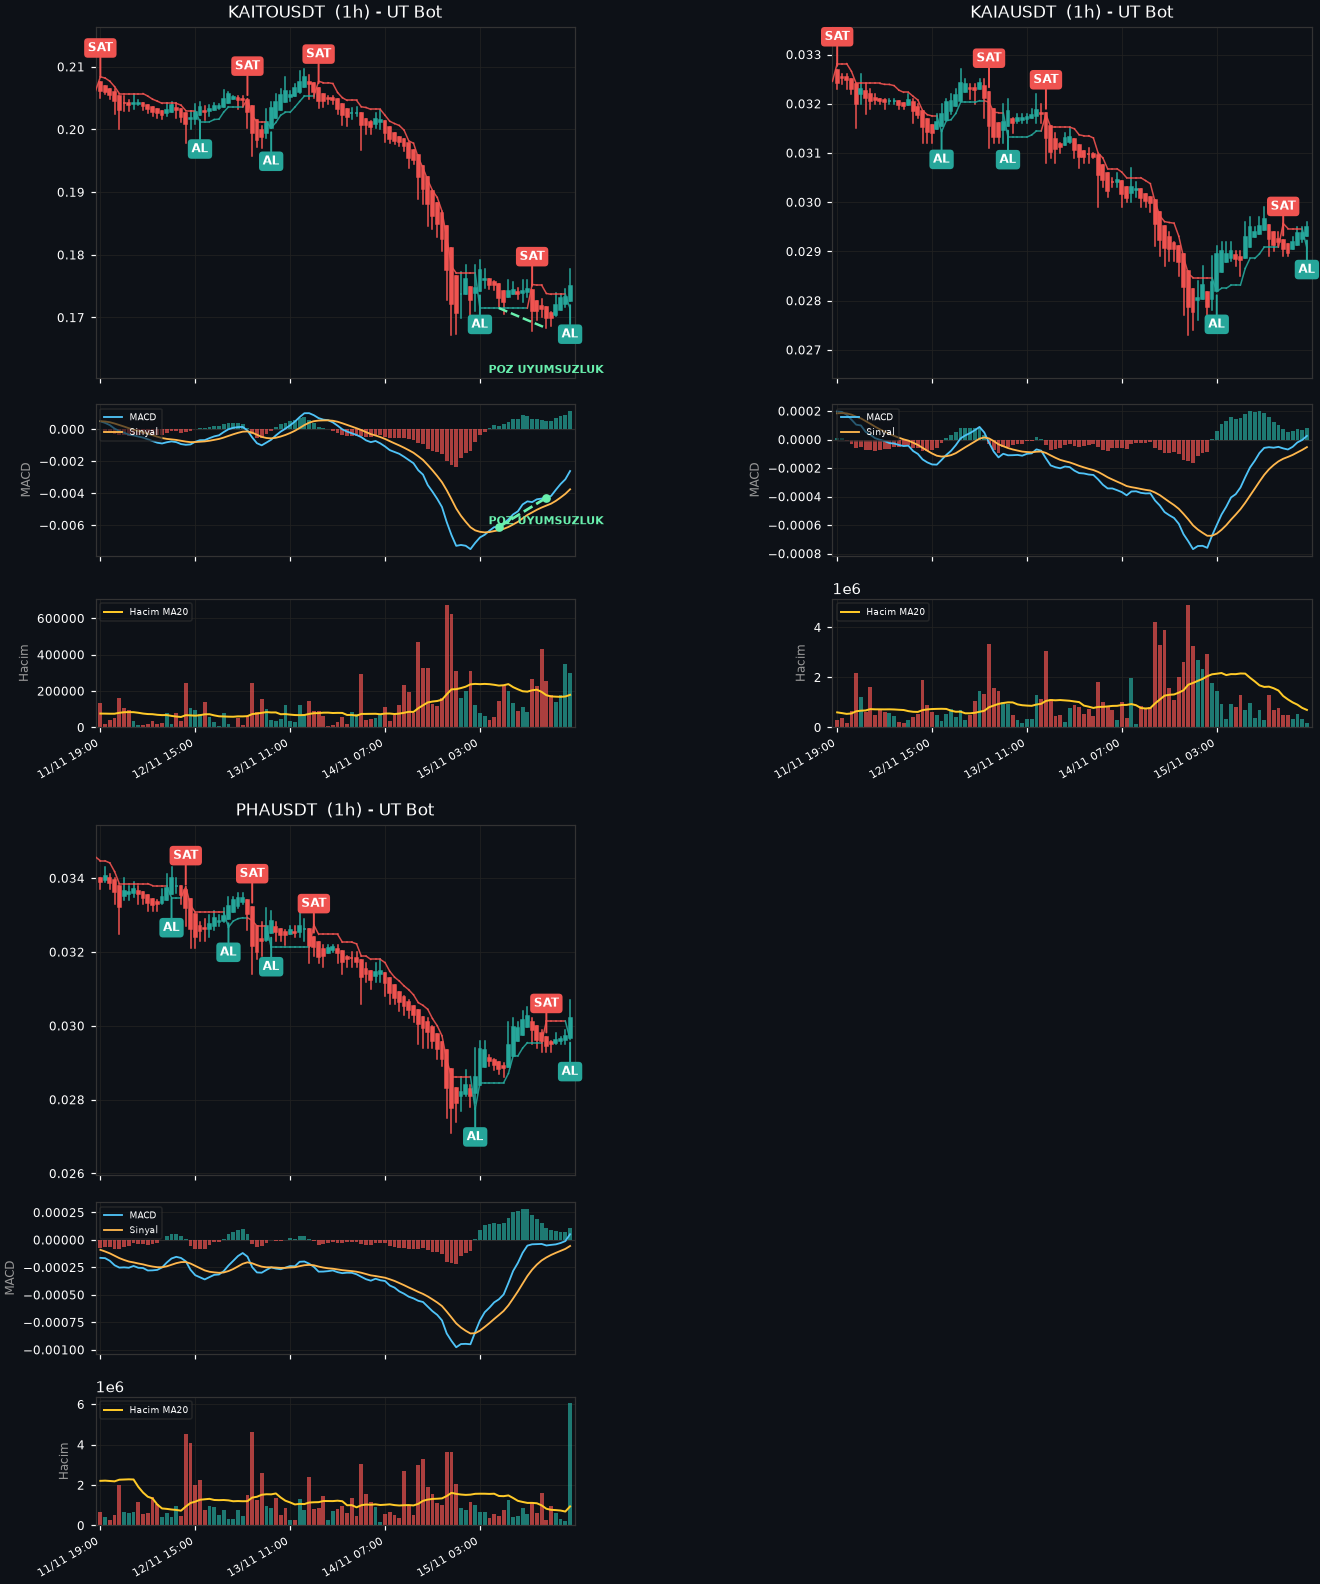 KAITOUSDT  (1h) - UT Bot
SAT
SAT
SAT
AL
AL
SAT
AL
AL
POZ UYUMSUZLUK
0.21
0.20
0.19
0.18
0.17
MACD
MACD
Sinyal
0.000
−0.002
−0.004
−0.006
POZ UYUMSUZLUK
Hacim
Hacim MA20
600000
400000
200000
0
11/11 19:00
12/11 15:00
13/11 11:00
14/11 07:00
15/11 03:00
KAIAUSDT  (1h) - UT Bot
SAT
SAT
SAT
AL
AL
SAT
AL
AL
0.033
0.032
0.031
0.030
0.029
0.028
0.027
MACD
MACD
Sinyal
0.0002
0.0000
−0.0002
−0.0004
−0.0006
−0.0008
1e6
Hacim
Hacim MA20
4
2
0
11/11 19:00
12/11 15:00
13/11 11:00
14/11 07:00
15/11 03:00
PHAUSDT  (1h) - UT Bot
SAT
SAT
SAT
AL
AL
AL
SAT
AL
AL
0.034
0.032
0.030
0.028
0.026
MACD
MACD
Sinyal
0.00025
0.00000
−0.00025
−0.00050
−0.00075
−0.00100
1e6
Hacim
Hacim MA20
6
4
2
0
11/11 19:00
12/11 15:00
13/11 11:00
14/11 07:00
15/11 03:00